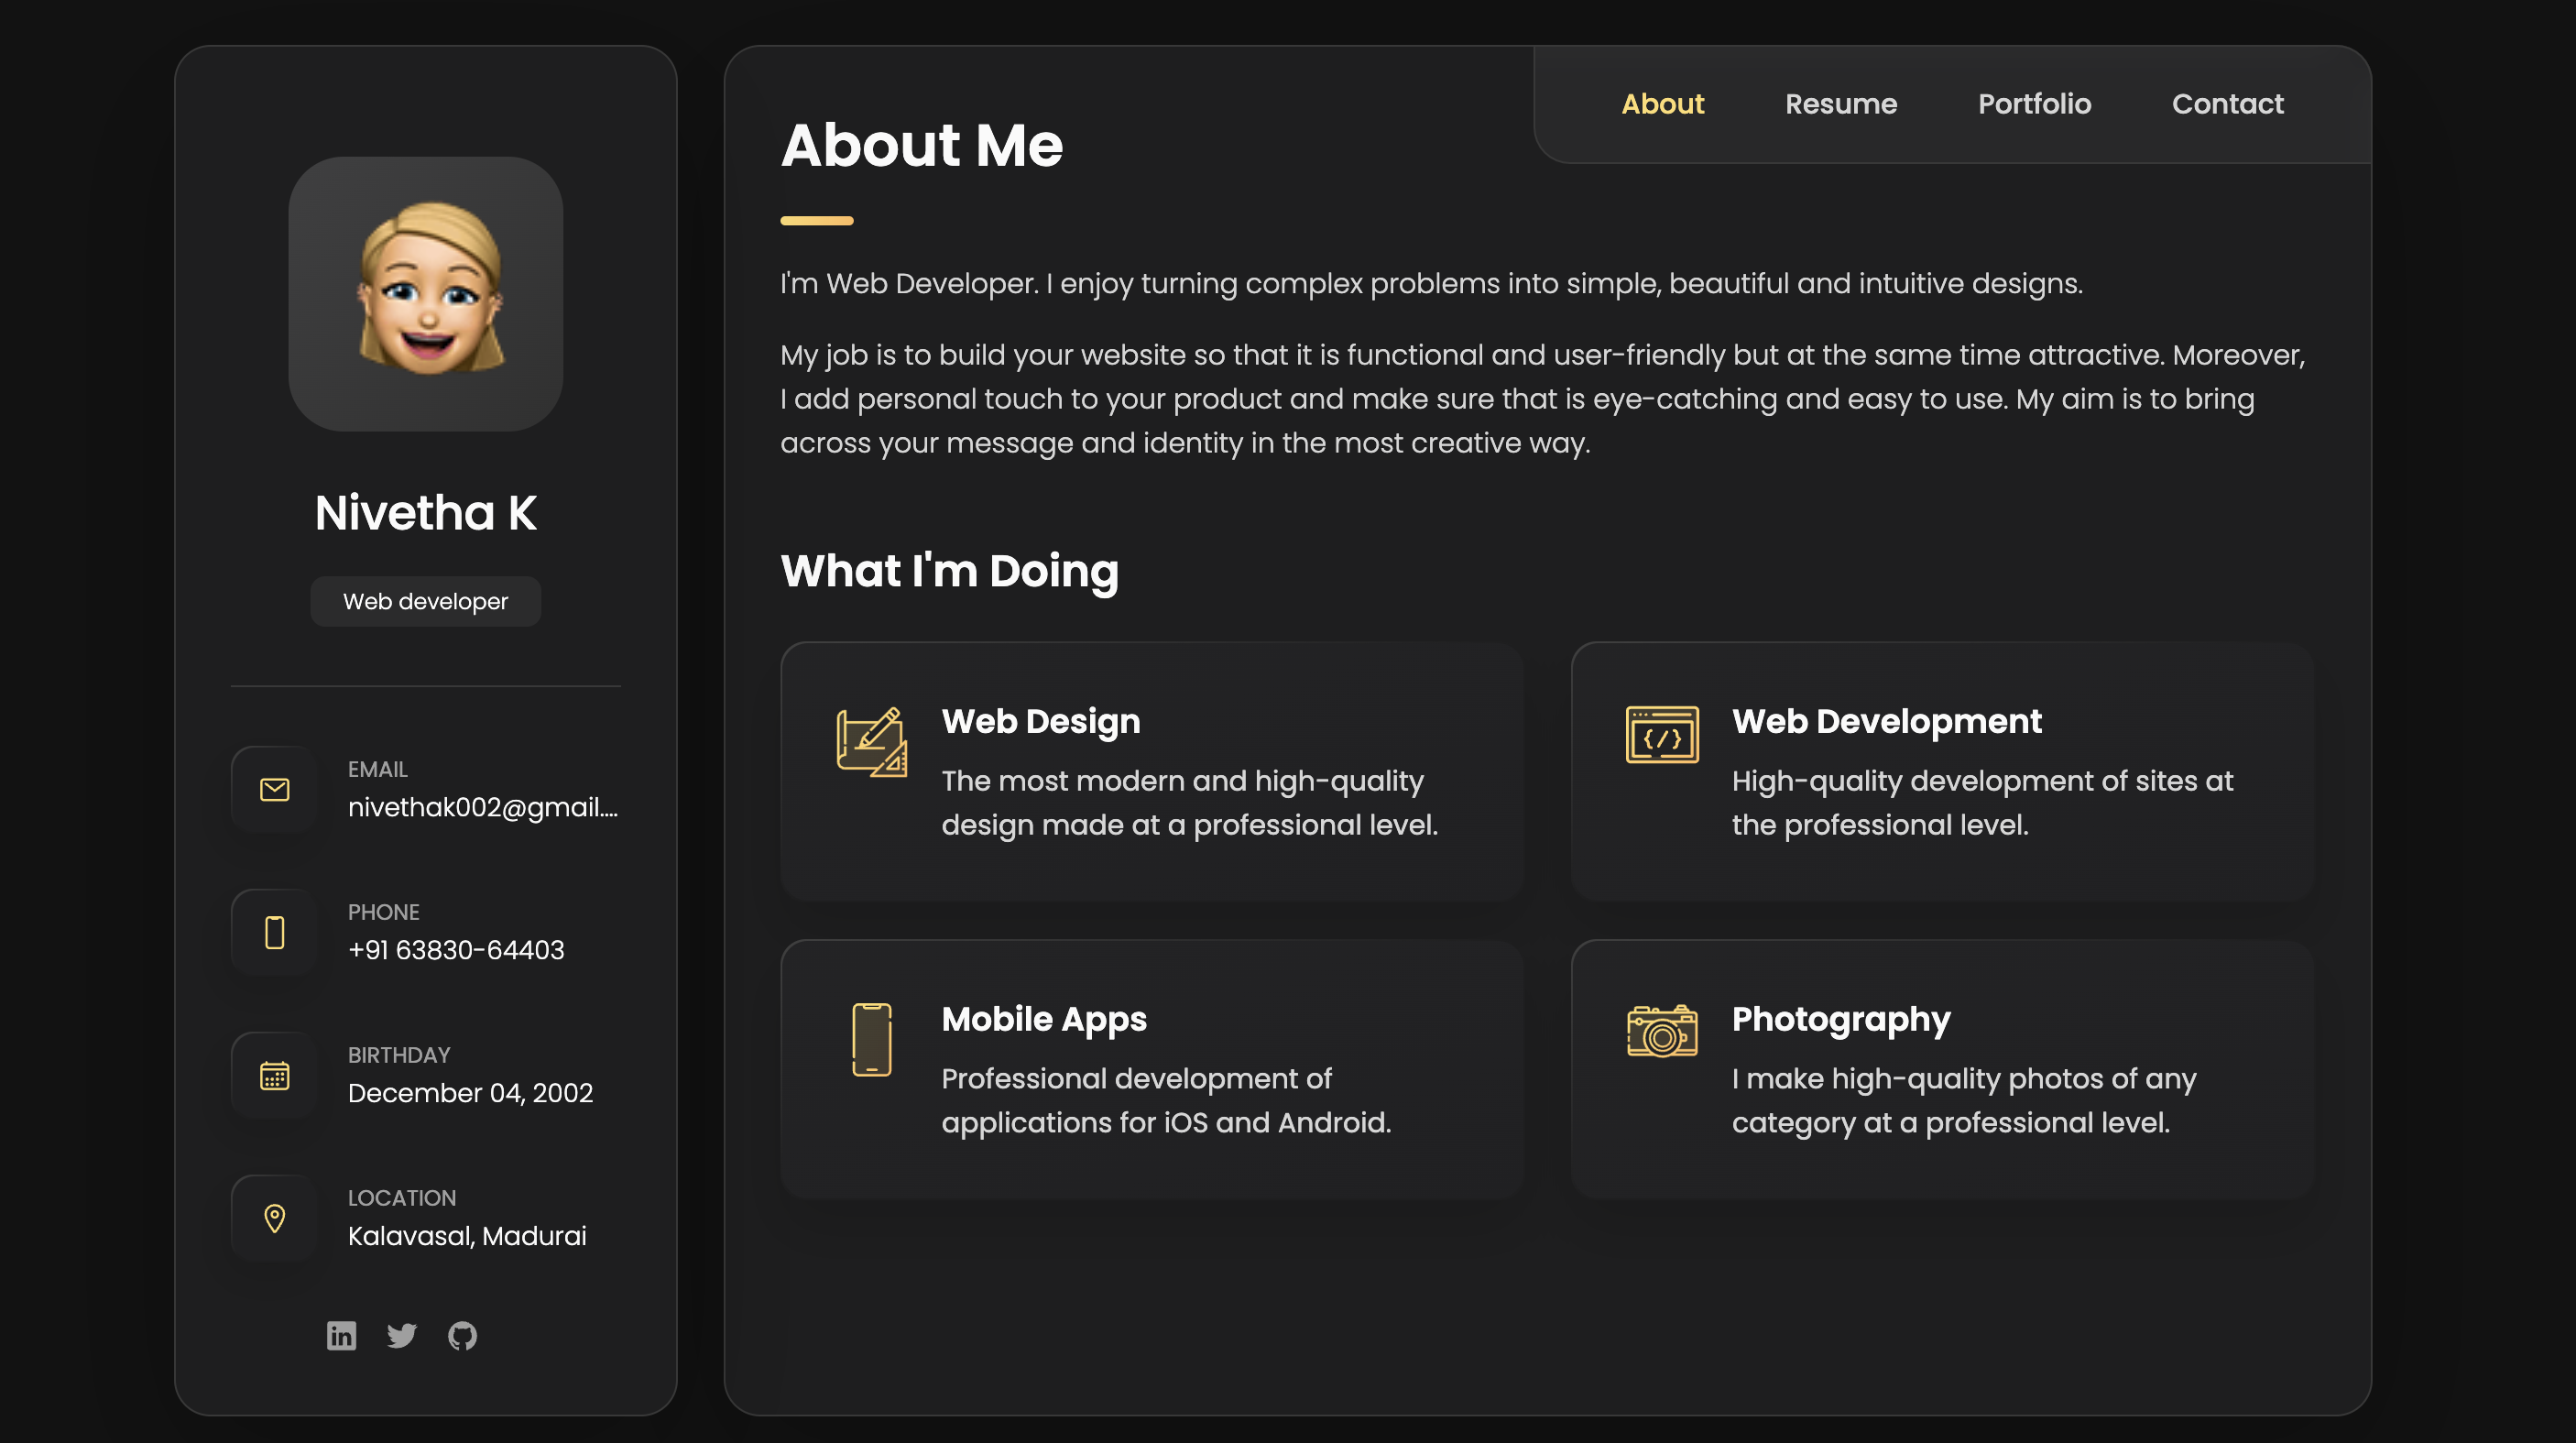 Nivetha K
Web developer
EMAIL
nivethak002@gmail....
PHONE
+91 63830-64403
BIRTHDAY
December 04, 2002
LOCATION
Kalavasal, Madurai
in
About Resume Portfolio Contact
About Me
I'm Web Developer. I enjoy turning complex problems into simple, beautiful and intuitive designs.
My job is to build your website so that it is functional and user-friendly but at the same time attractive. Moreover,
I add personal touch to your product and make sure that is eye-catching and easy to use. My aim is to bring
across your message and identity in the most creative way.
What I'm Doing
Web Design
The most modern and high-quality
design made at a professional level.
Web Development
High-quality development of sites at
the professional level.
Mobile Apps
Professional development of
applications for iOS and Android.
Photography
I make high-quality photos of any
category at a professional level.